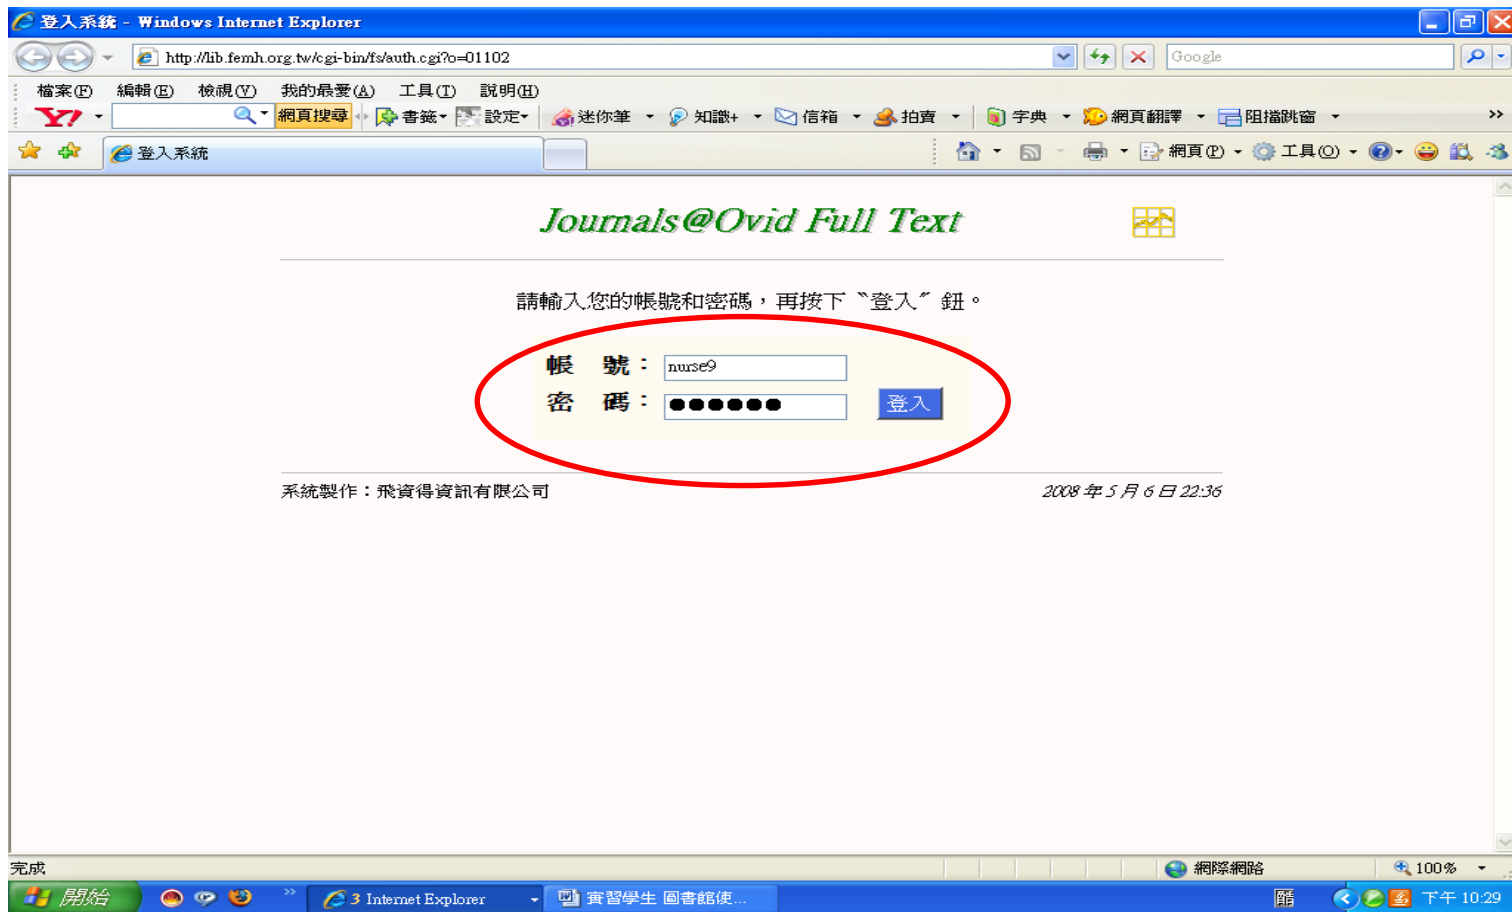 登入系統 - Windows Internet Explorer
http://lib.femh.org.tw/cgi-bin/fs/auth.cgi?o=01102
Google
檔案(F) 編輯(E) 檢視(V) 我的最愛(A) 工具(T) 說明(H)
Y! 網頁搜尋 書籤 設定 迷你筆 知識+ 信箱 拍賣 字典 網頁翻譯 阻擋跳窗 »
登入系統 網頁(P) 工具(O)
Journals@Ovid Full Text
請輸入您的帳號和密碼，再按下〝登入〞鈕。
帳 號： nurse9
密 碼： ●●●●●● 登入
系統製作：飛資得資訊有限公司 2008 年 5 月 6 日 22:36
完成 網際網路 100%
開始 » 3 Internet Explorer 實習學生 圖書館使... 酷 下午 10:29